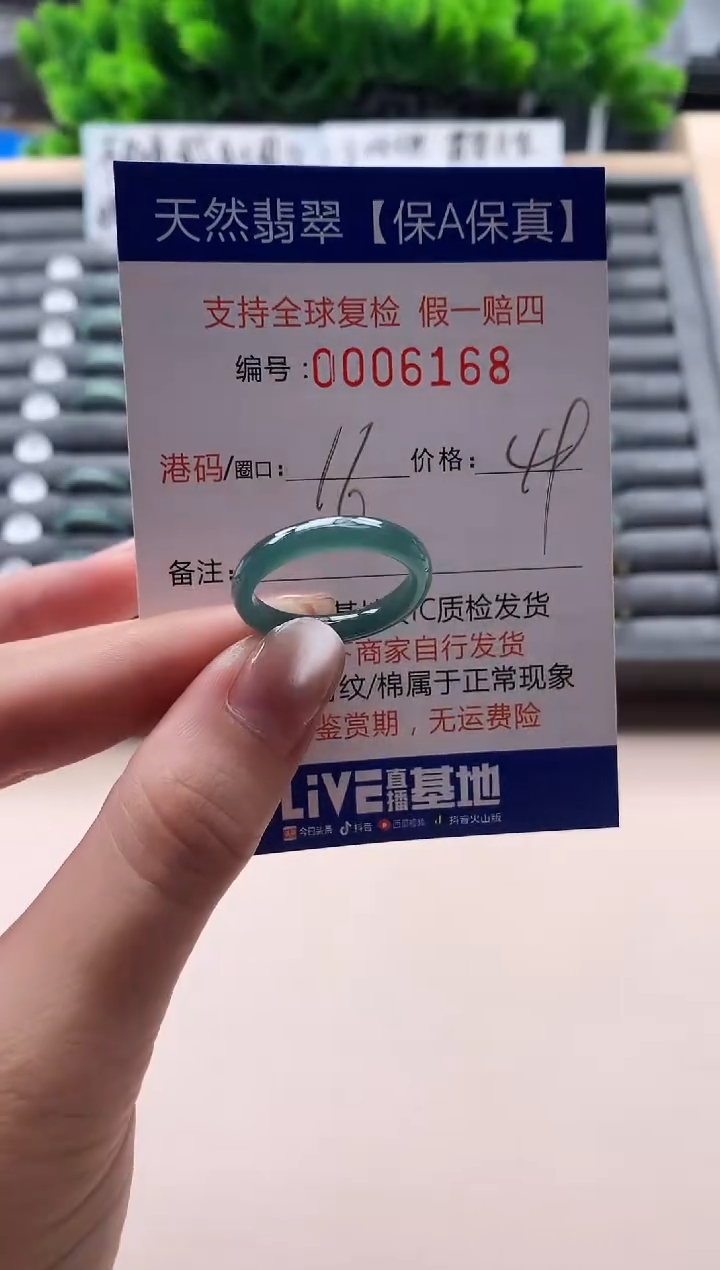 天然翡翠【保A保真】
支持全球复检 假一赔四
编号:0006168
港码/圈口: 16 价格:
备注:
IC质检发货
商家自行发货
纹/棉属于正常现象
鉴赏期，无运费险
LiVE直播基地
今日头条 抖音 西瓜视频 抖音火山版